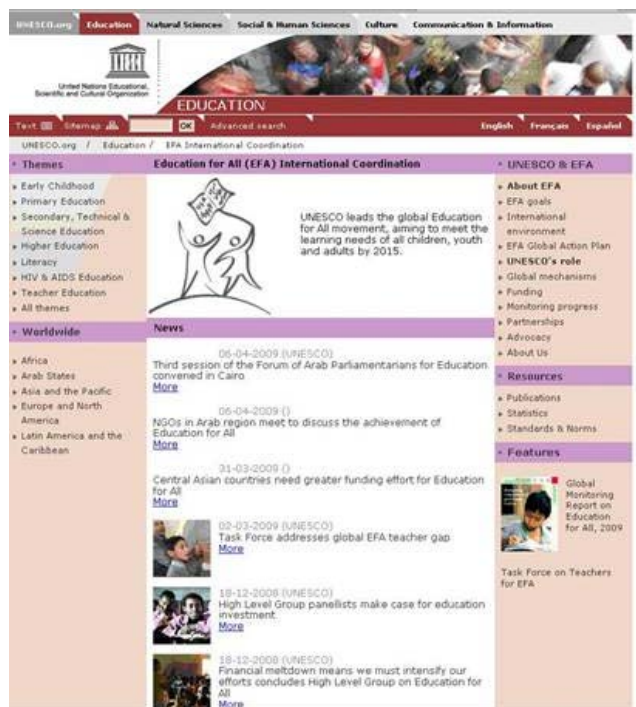 UNESCO.org Education Natural Sciences Social & Human Sciences Culture Communication & Information
United Nations Educational,
Scientific and Cultural Organization
EDUCATION
Text Sitemap OK Advanced search English Français Español
UNESCO.org / Education / EFA International Coordination
Themes
Early Childhood
Primary Education
Secondary, Technical &
Science Education
Higher Education
Literacy
HIV & AIDS Education
Teacher Education
All themes
Worldwide
Africa
Arab States
Asia and the Pacific
Europe and North
America
Latin America and the
Caribbean
Education for All (EFA) International Coordination
UNESCO leads the global Education
for All movement, aiming to meet the
learning needs of all children, youth
and adults by 2015.
News
06-04-2009 (UNESCO)
Third session of the Forum of Arab Parliamentarians for Education
convened in Cairo
More
06-04-2009 ()
NGOs in Arab region meet to discuss the achievement of
Education for All
More
31-03-2009 ()
Central Asian countries need greater funding effort for Education
for All
More
02-03-2009 (UNESCO)
Task Force addresses global EFA teacher gap
More
18-12-2008 (UNESCO)
High Level Group panellists make case for education
investment
More
18-12-2008 (UNESCO)
Financial meltdown means we must intensify our
efforts concludes High Level Group on Education for
All
More
UNESCO & EFA
About EFA
EFA goals
International
environment
EFA Global Action Plan
UNESCO's role
Global mechanisms
Funding
Monitoring progress
Partnerships
Advocacy
About Us
Resources
Publications
Statistics
Standards & Norms
Features
Global
Monitoring
Report on
Education
for All, 2009
Task Force on Teachers
for EFA